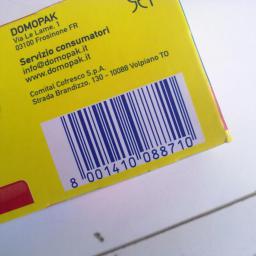 DOMOPAK
Via Le Lame, 1
03100 Frosinone FR
Servizio consumatori
info@domopak.it
www.domopak.it
Comital Cofresco S.p.A.
Strada Brandizzo, 130 - 10088 Volpiano TO
8 001410 088710